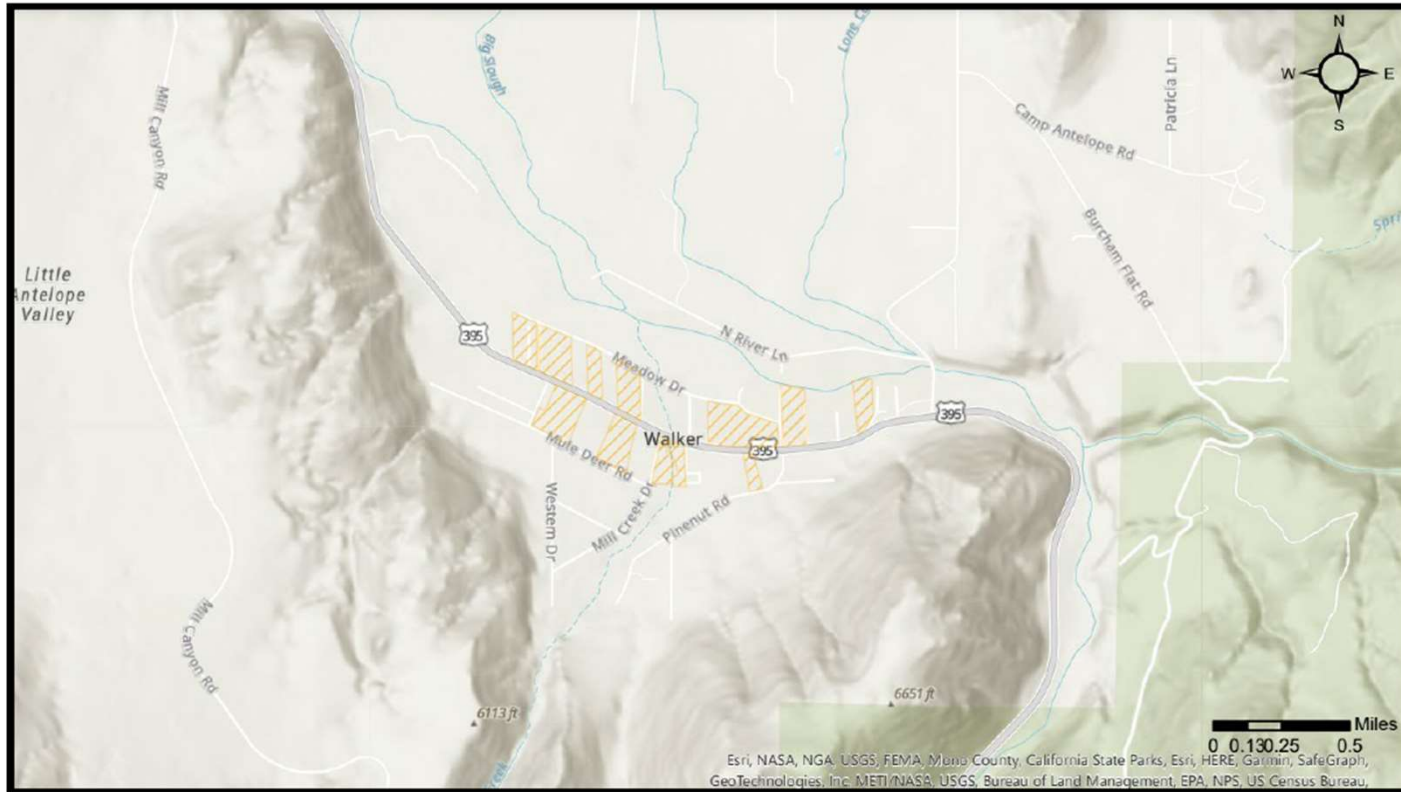 N
W E
S
Big Slough
Lone
Patricia Ln
Camp Antelope Rd
Mill Canyon Rd
Burcham Flat Rd
Little
Antelope
Valley
395
N River Ln
Meadow Dr
395
Walker
395
Mule Deer Rd
Western Dr
Mill Creek Dr
Pinenut Rd
Mill Canyon Rd
6651 ft
6113 ft
Miles
0 0.130.25 0.5
Esri, NASA, NGA, USGS, FEMA, Mono County, California State Parks, Esri, HERE, Garmin, SafeGraph,
GeoTechnologies, Inc, METI/NASA, USGS, Bureau of Land Management, EPA, NPS, US Census Bureau,